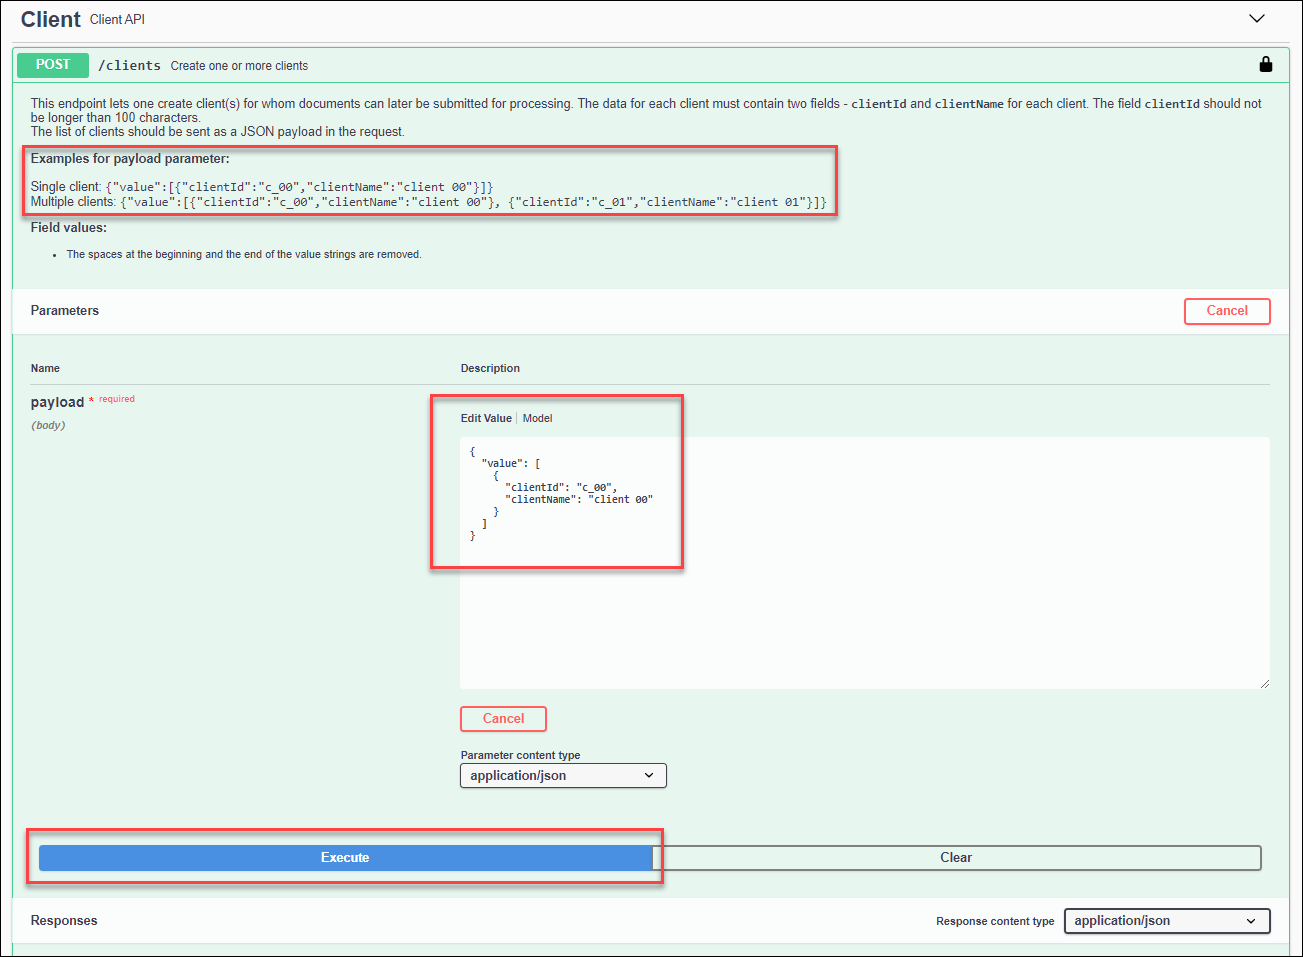 Client Client API
POST /clients Create one or more clients
This endpoint lets one create client(s) for whom documents can later be submitted for processing. The data for each client must contain two fields - clientId and clientName for each client. The field clientId should not
be longer than 100 characters.
The list of clients should be sent as a JSON payload in the request.
Examples for payload parameter:
Single client: {"value":[{"clientId":"c_00","clientName":"client 00"}]}
Multiple clients: {"value":[{"clientId":"c_00","clientName":"client 00"}, {"clientId":"c_01","clientName":"client 01"}]}
Field values:
• The spaces at the beginning and the end of the value strings are removed.
Parameters Cancel
Name Description
payload * required
(body)
Edit Value | Model
{
  "value": [
    {
      "clientId": "c_00",
      "clientName": "client 00"
    }
  ]
}
Cancel
Parameter content type
application/json
Execute Clear
Responses Response content type application/json